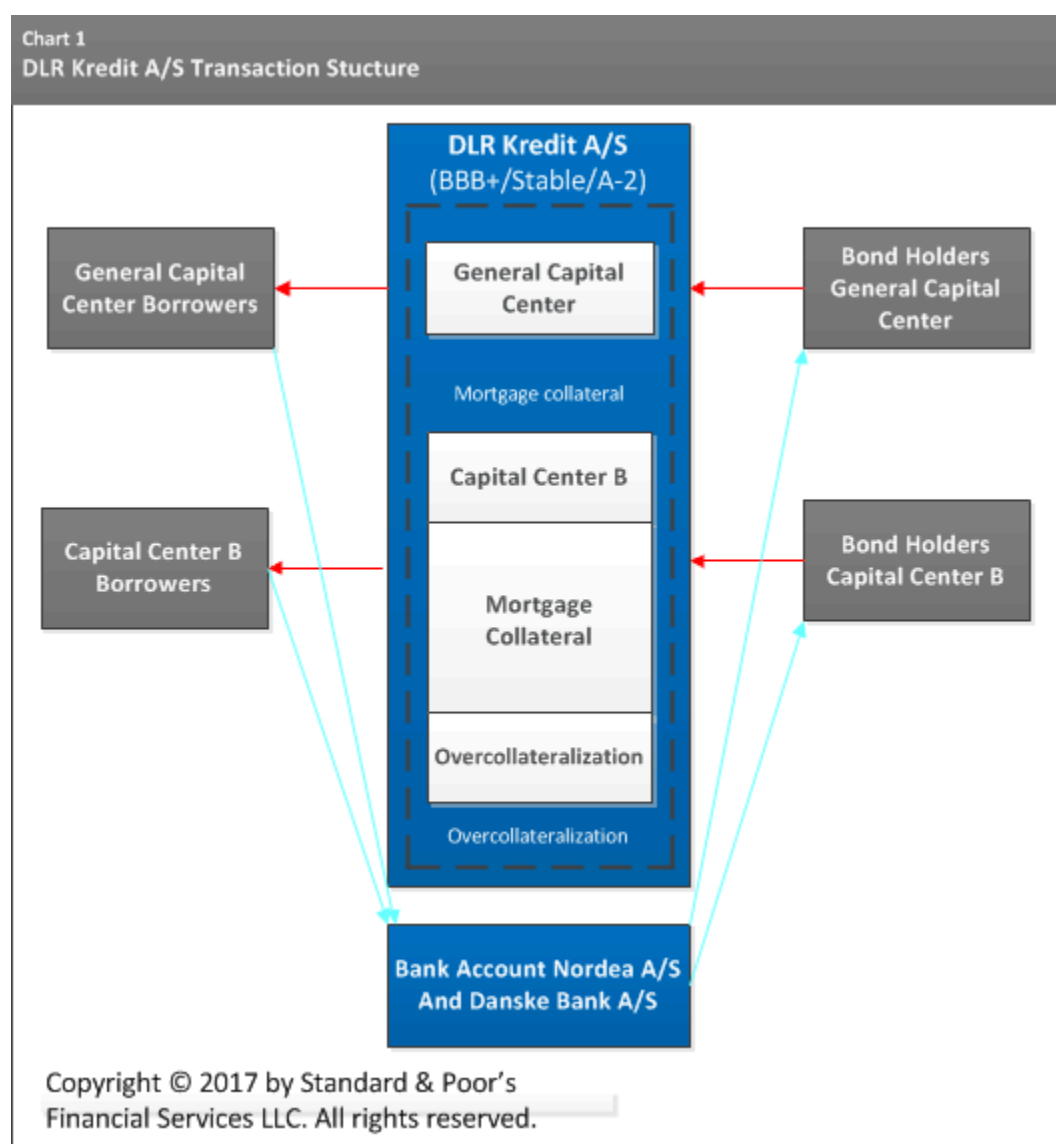 Chart 1
DLR Kredit A/S Transaction Stucture
DLR Kredit A/S
(BBB+/Stable/A-2)
General Capital
Center Borrowers
General Capital
Center
Bond Holders
General Capital
Center
Mortgage collateral
Capital Center B
Capital Center B
Borrowers
Bond Holders
Capital Center B
Mortgage
Collateral
Overcollateralization
Overcollateralization
Bank Account Nordea A/S
And Danske Bank A/S
Copyright © 2017 by Standard & Poor's
Financial Services LLC. All rights reserved.